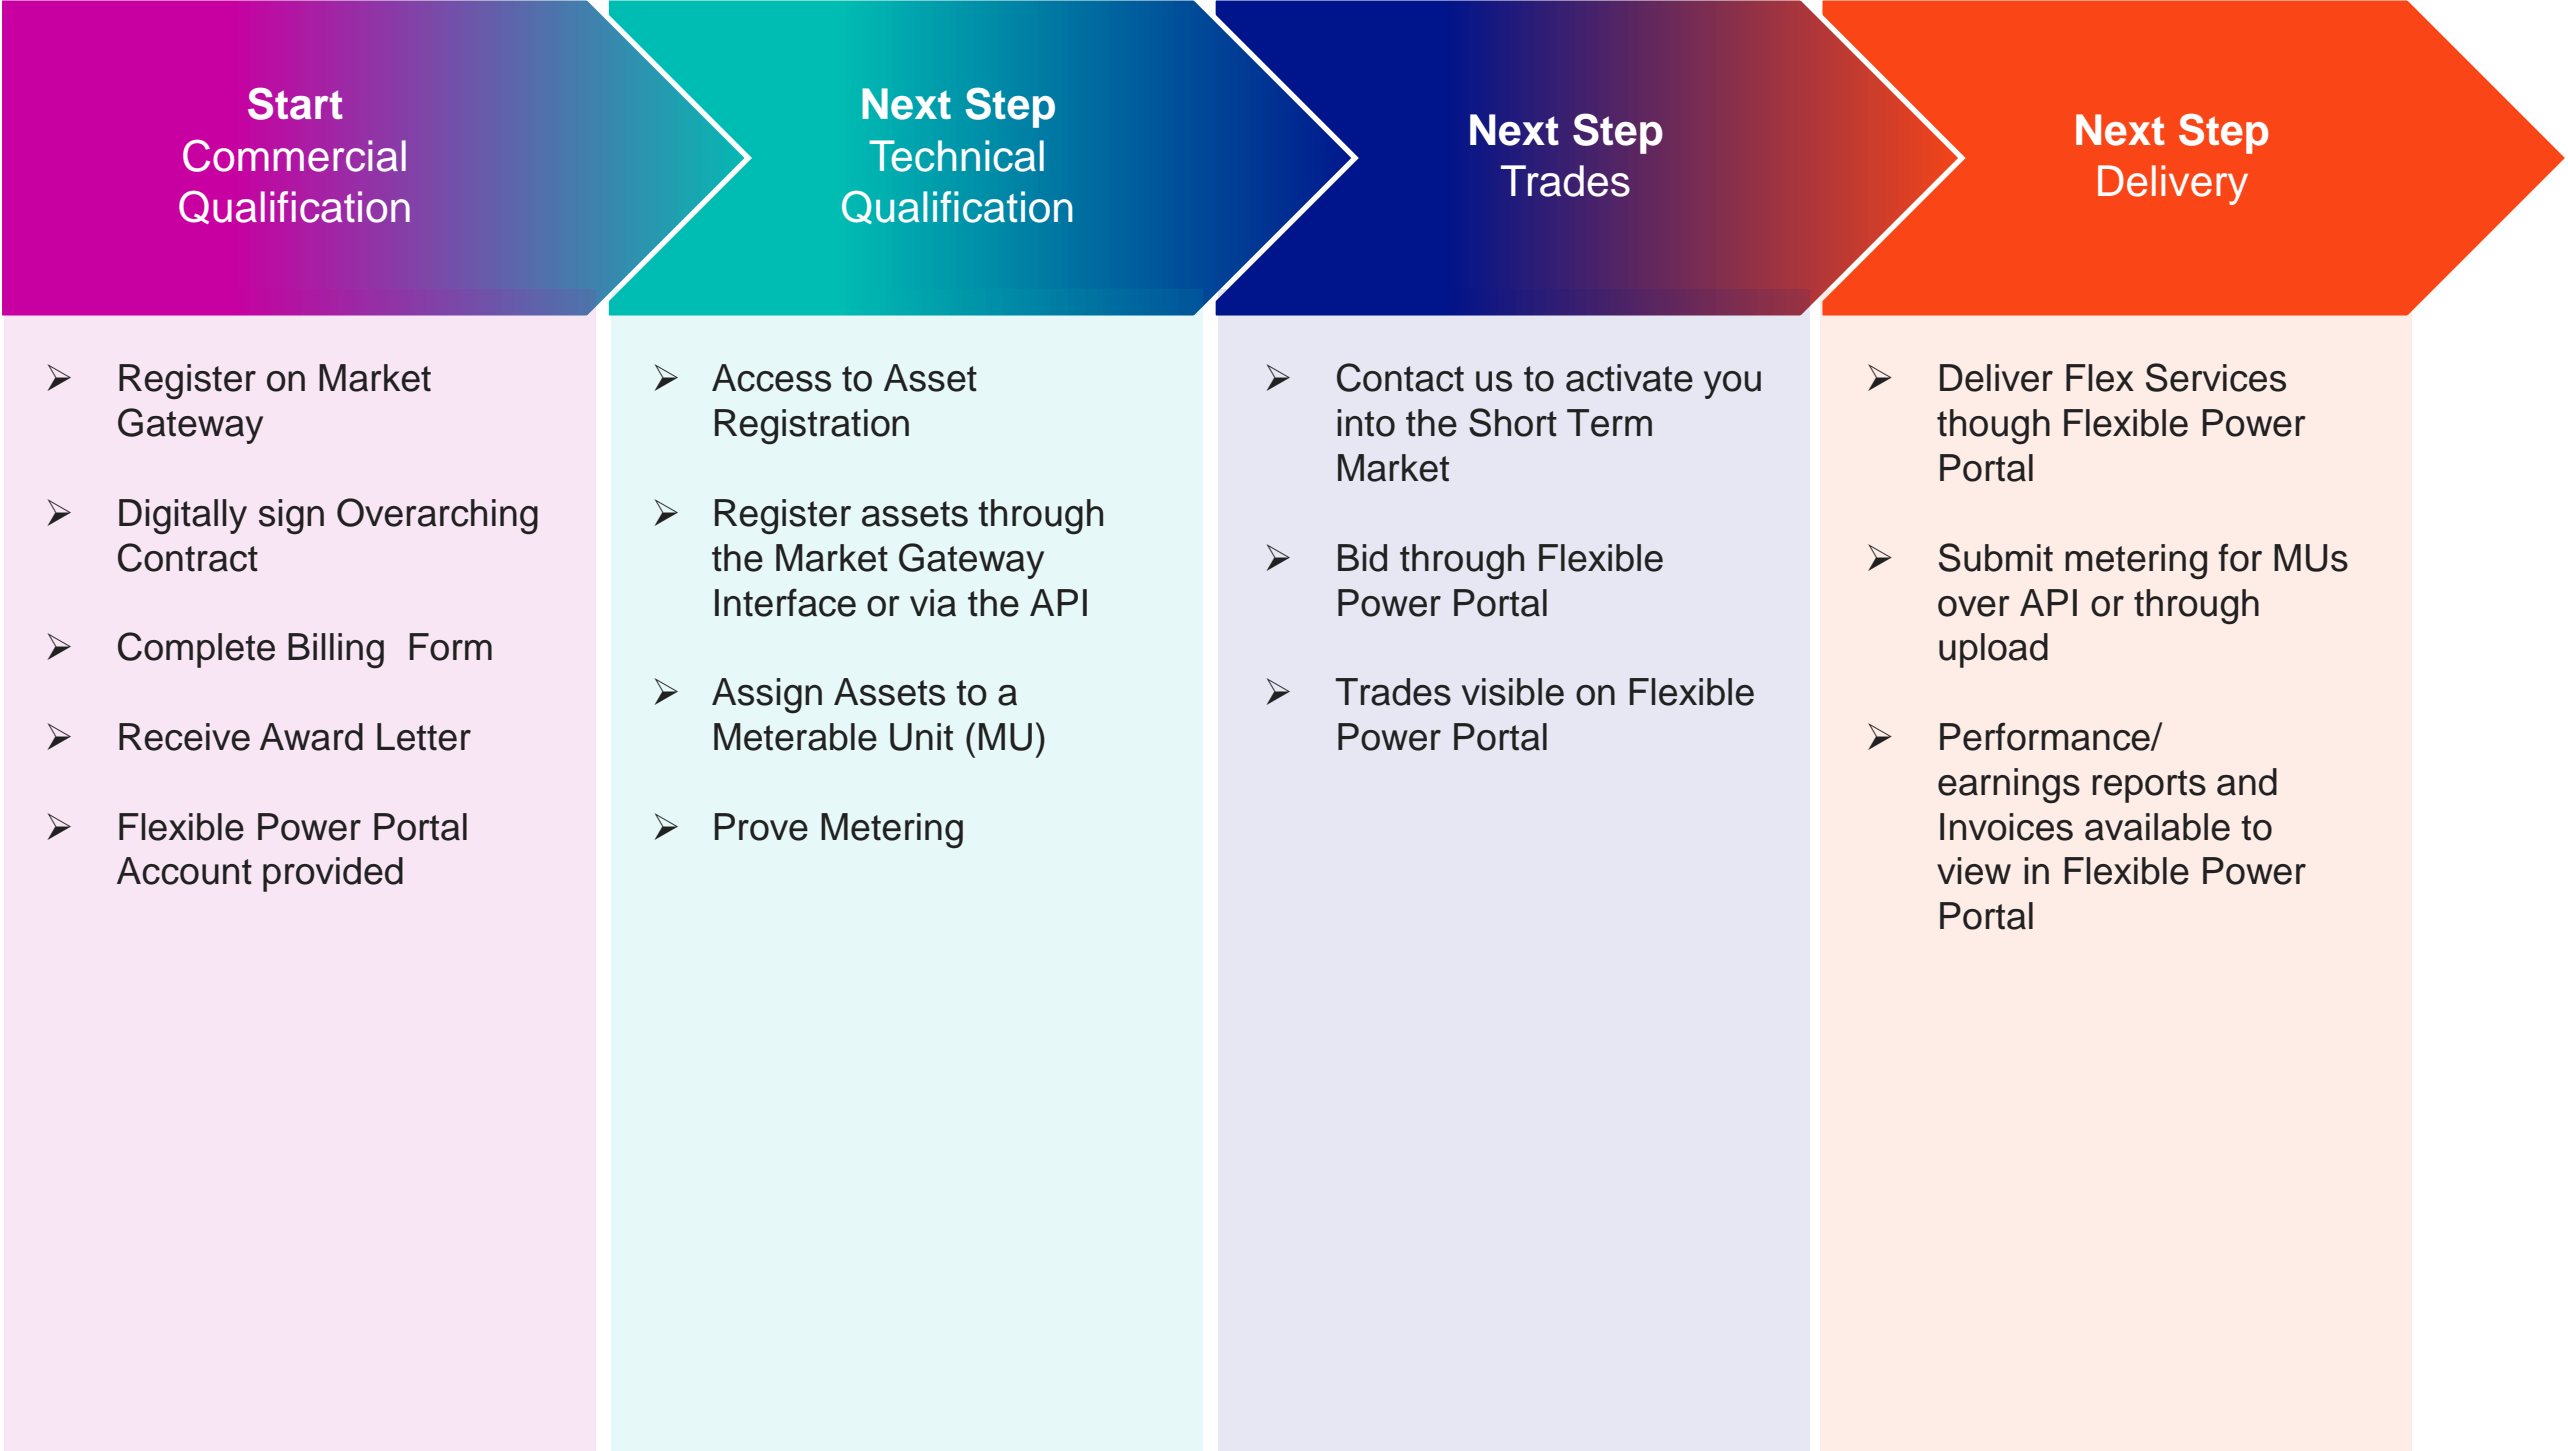 Start
Commercial
Qualification
➢ Register on Market
Gateway
➢ Digitally sign Overarching
Contract
➢ Complete Billing  Form
➢ Receive Award Letter
➢ Flexible Power Portal
Account provided
Next Step
Technical
Qualification
➢ Access to Asset
Registration
➢ Register assets through
the Market Gateway
Interface or via the API
➢ Assign Assets to a
Meterable Unit (MU)
➢ Prove Metering
Next Step
Trades
➢ Contact us to activate you
into the Short Term
Market
➢ Bid through Flexible
Power Portal
➢ Trades visible on Flexible
Power Portal
Next Step
Delivery
➢ Deliver Flex Services
though Flexible Power
Portal
➢ Submit metering for MUs
over API or through
upload
➢ Performance/
earnings reports and
Invoices available to
view in Flexible Power
Portal